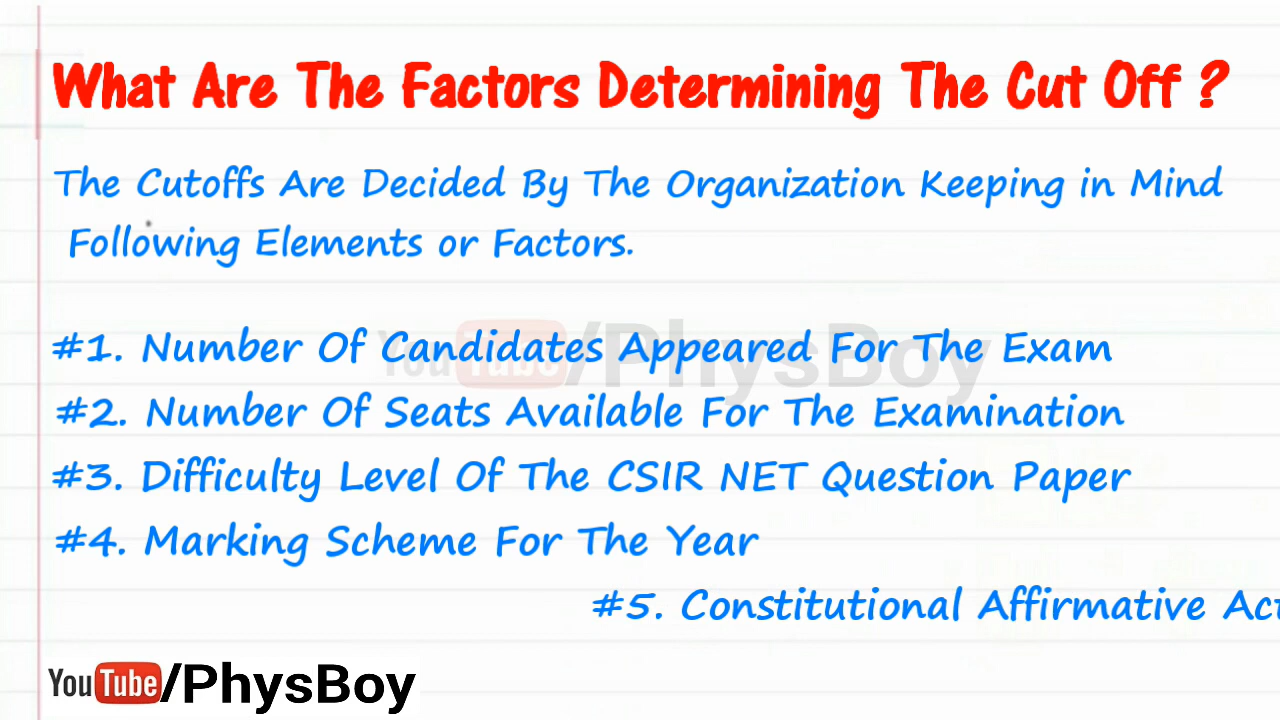 What Are The Factors Determining The Cut Off ?
The Cutoffs Are Decided By The Organization Keeping in Mind
Following Elements or Factors.
#1. Number Of Candidates Appeared For The Exam
YouTube/PhysBoy
#2. Number Of Seats Available For The Examination
#3. Difficulty Level Of The CSIR NET Question Paper
#4. Marking Scheme For The Year
#5. Constitutional Affirmative
YouTube/PhysBoy